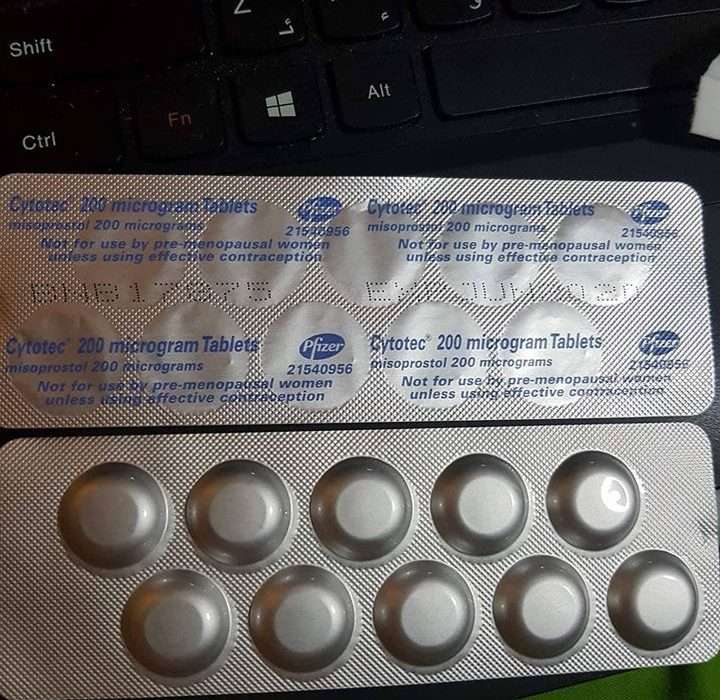 Shift
Ctrl
Fn
Alt
Cytotec® 200 microgram Tablets Pfizer
misoprostol 200 micrograms 21540956
Not for use by pre-menopausal women
unless using effective contraception
Cytotec® 200 microgram Tablets Pfizer
misoprostol 200 micrograms 21540956
Not for use by pre-menopausal women
unless using effective contraception
EXP JUN 2020
Cytotec® 200 microgram Tablets Pfizer
misoprostol 200 micrograms 21540956
Not for use by pre-menopausal women
unless using effective contraception
Cytotec® 200 microgram Tablets Pfizer
misoprostol 200 micrograms 21540956
Not for use by pre-menopausal women
unless using effective contraception